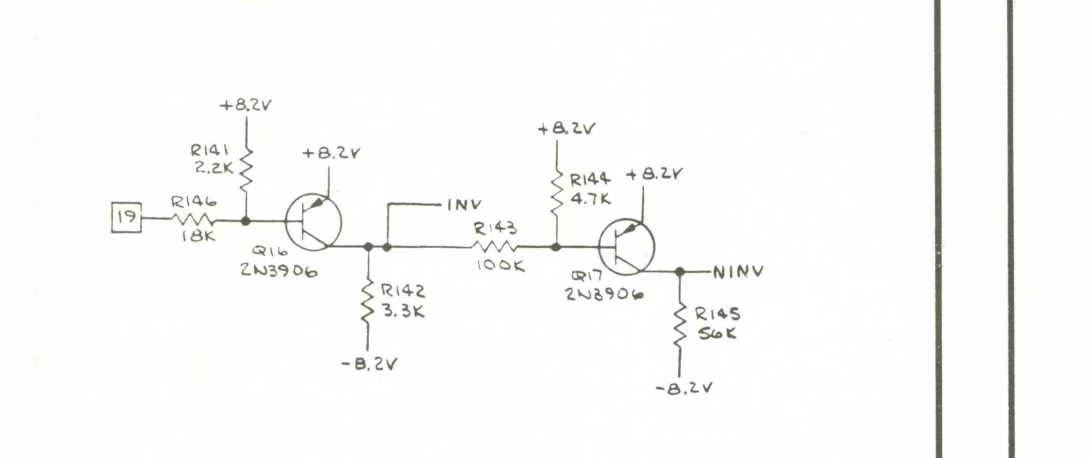 +8.2V
R141
2.2K
+8.2V
19
R146
18K
Q16
2N3906
INV
R142
3.3K
-8.2V
R143
100K
+8.2V
R144
4.7K
+8.2V
Q17
2N3906
NINV
R145
56K
-8.2V